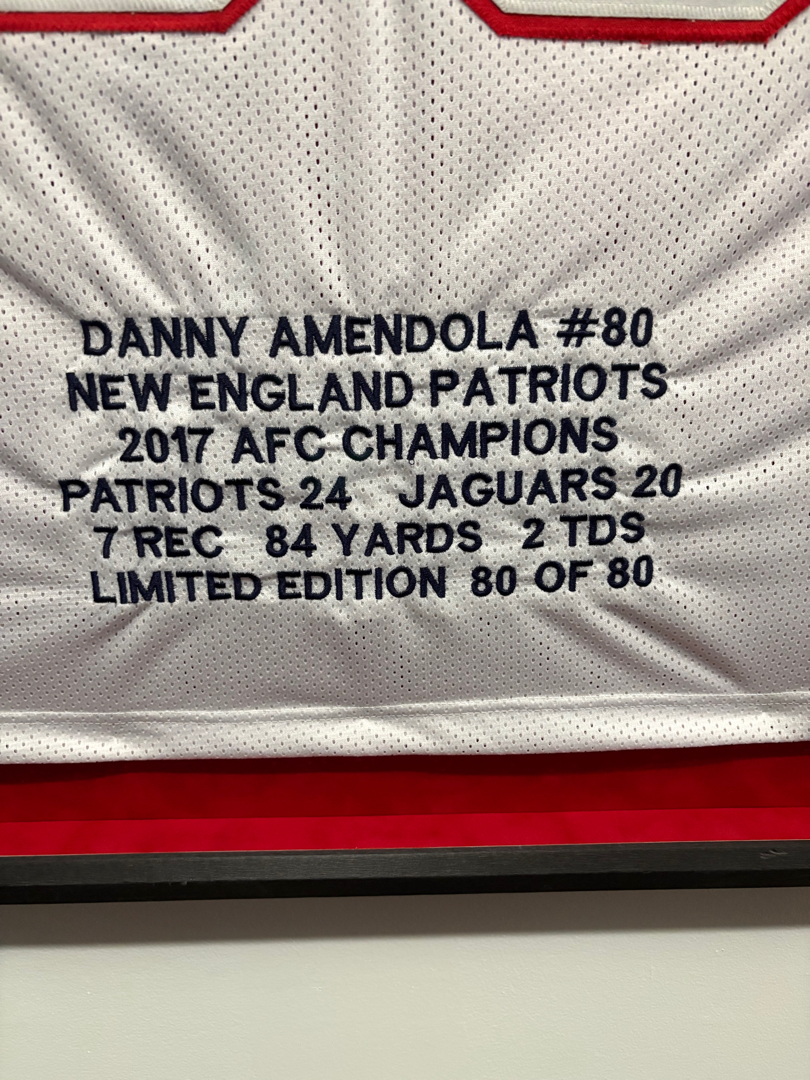 DANNY AMENDOLA #80
NEW ENGLAND PATRIOTS
2017 AFC CHAMPIONS
PATRIOTS 24 JAGUARS 20
7 REC 84 YARDS 2 TDS
LIMITED EDITION 80 OF 80